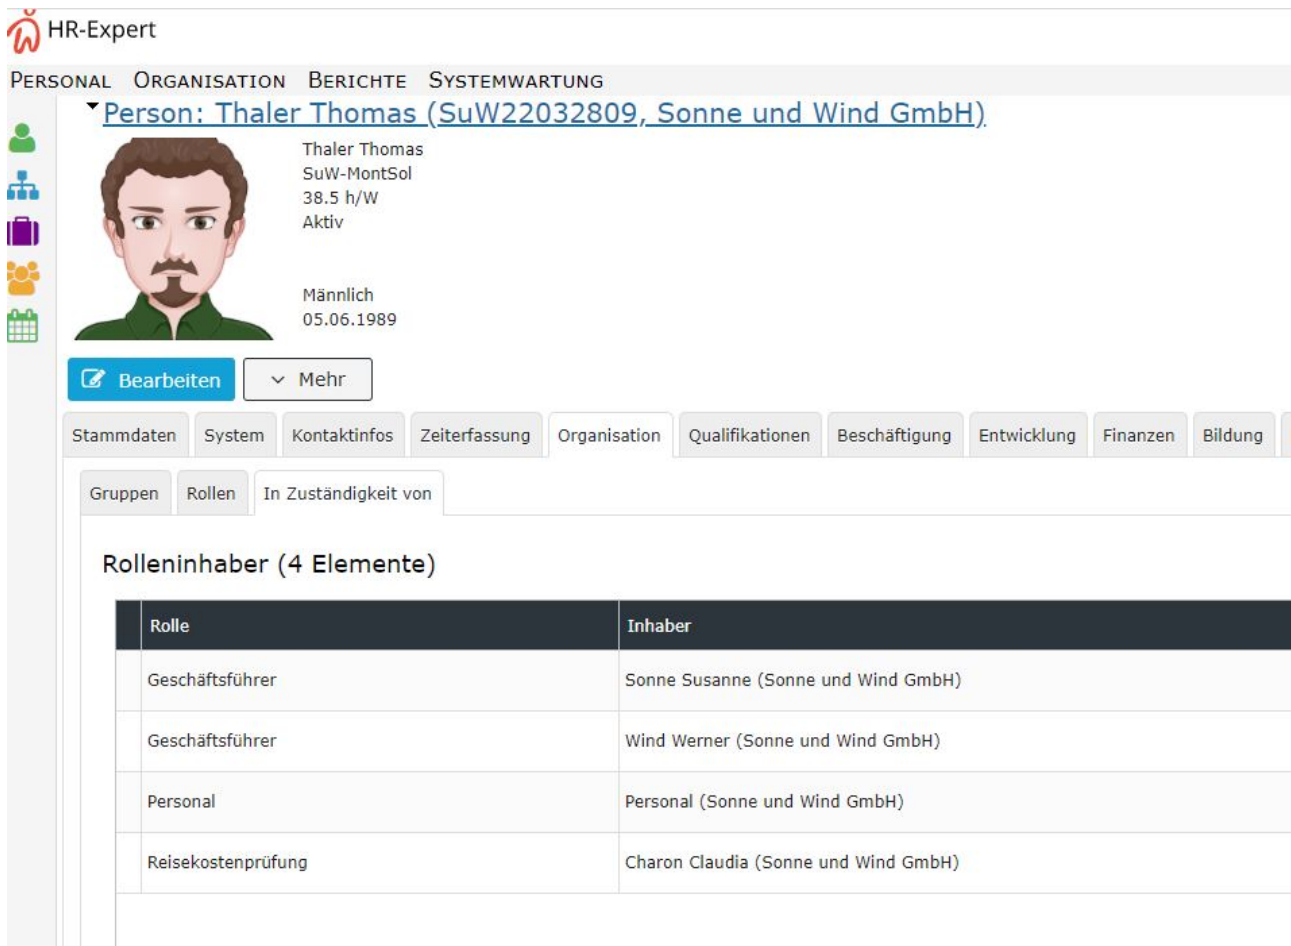 HR-Expert
PERSONAL ORGANISATION BERICHTE SYSTEMWARTUNG
Person: Thaler Thomas (SuW22032809, Sonne und Wind GmbH)
Thaler Thomas
SuW-MontSol
38.5 h/W
Aktiv
Männlich
05.06.1989
Bearbeiten Mehr
Stammdaten System Kontaktinfos Zeiterfassung Organisation Qualifikationen Beschäftigung Entwicklung Finanzen Bildung
Gruppen Rollen In Zuständigkeit von
Rolleninhaber (4 Elemente)
Rolle Inhaber
Geschäftsführer Sonne Susanne (Sonne und Wind GmbH)
Geschäftsführer Wind Werner (Sonne und Wind GmbH)
Personal Personal (Sonne und Wind GmbH)
Reisekostenprüfung Charon Claudia (Sonne und Wind GmbH)